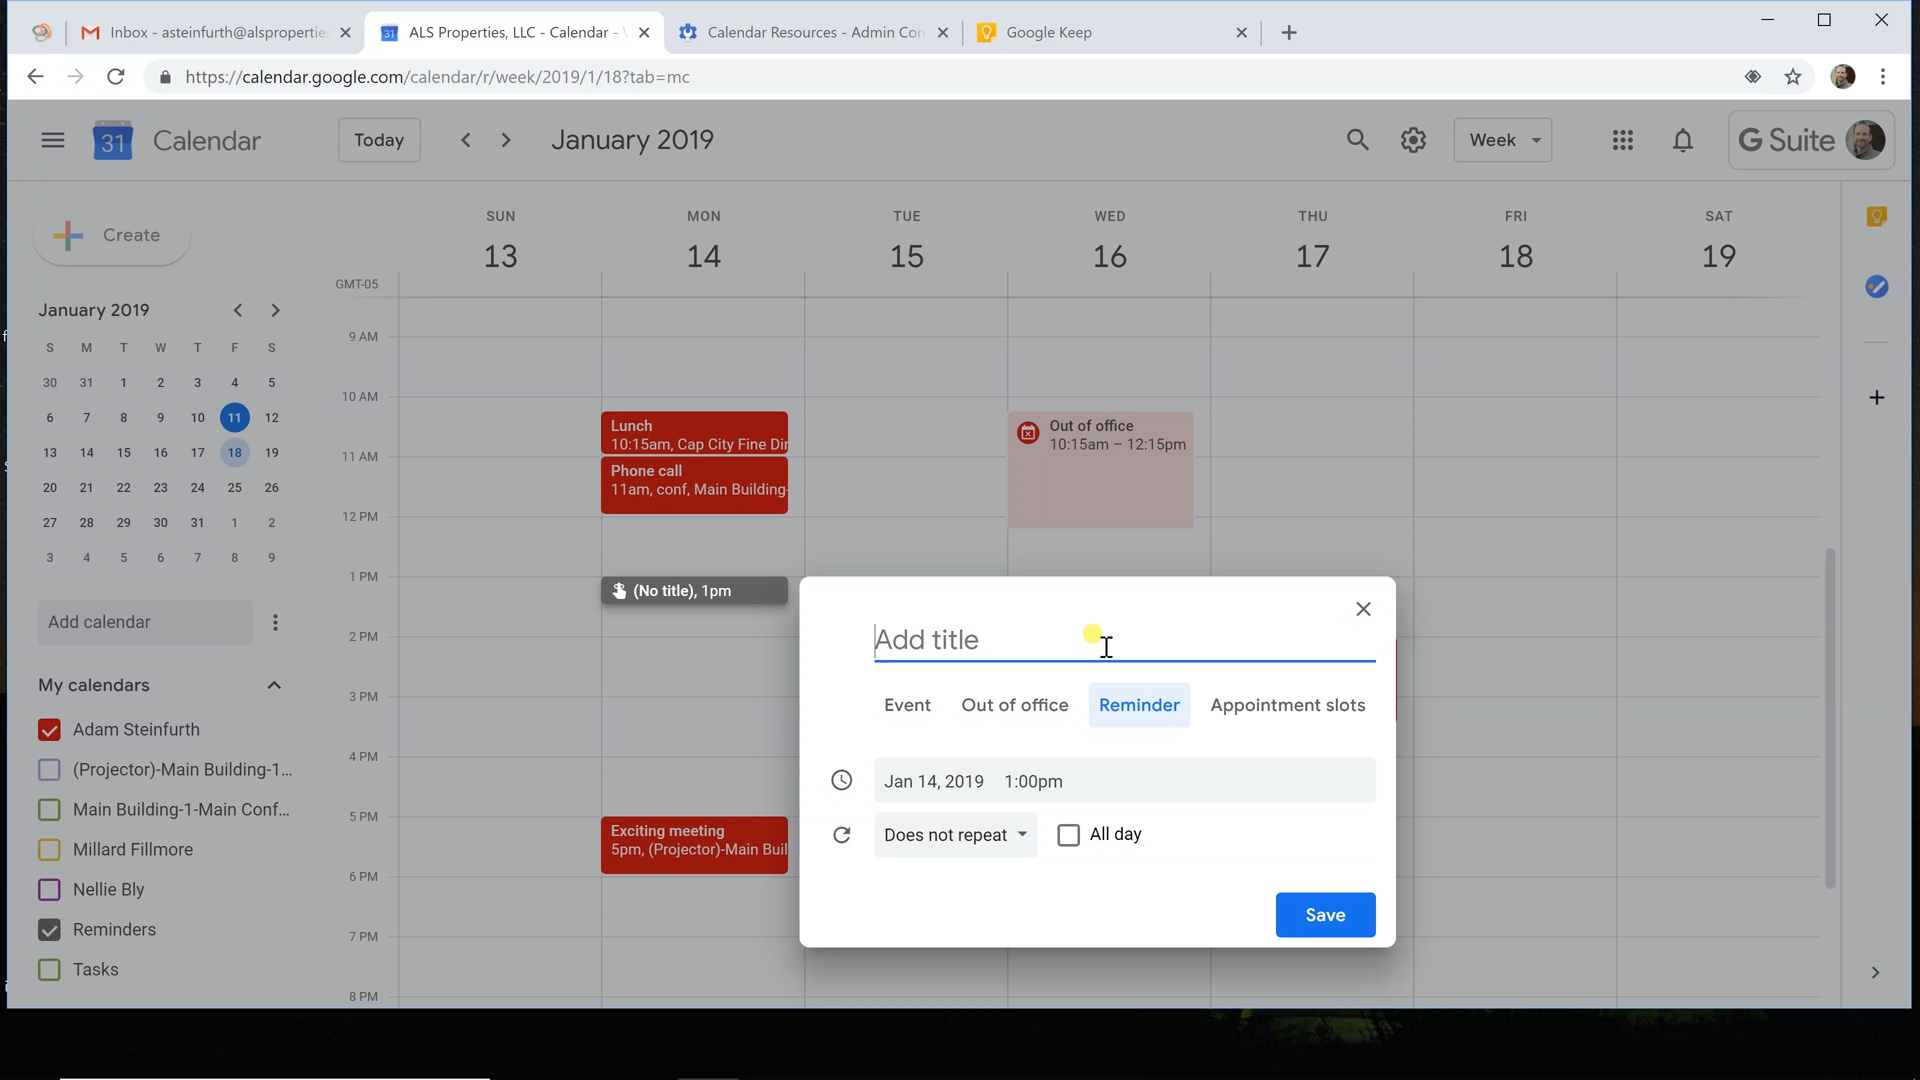 Inbox - asteinfurth@alspropertie
ALS Properties, LLC - Calendar -
Calendar Resources - Admin Con
Google Keep
https://calendar.google.com/calendar/r/week/2019/1/18?tab=mc
31
Calendar
Today
January 2019
Week
G Suite
Create
SUN MON TUE WED THU FRI SAT
13 14 15 16 17 18 19
GMT-05
January 2019
S M T W T F S
30 31 1 2 3 4 5
6 7 8 9 10 11 12
13 14 15 16 17 18 19
20 21 22 23 24 25 26
27 28 29 30 31 1 2
3 4 5 6 7 8 9
Add calendar
My calendars
Adam Steinfurth
(Projector)-Main Building-1...
Main Building-1-Main Conf...
Millard Fillmore
Nellie Bly
Reminders
Tasks
9 AM
10 AM
11 AM
12 PM
1 PM
2 PM
3 PM
4 PM
5 PM
6 PM
7 PM
8 PM
Lunch
10:15am, Cap City Fine Di
Phone call
11am, conf, Main Building-
(No title), 1pm
Exciting meeting
5pm, (Projector)-Main Buil
Out of office
10:15am – 12:15pm
Add title
Event Out of office Reminder Appointment slots
Jan 14, 2019 1:00pm
Does not repeat All day
Save